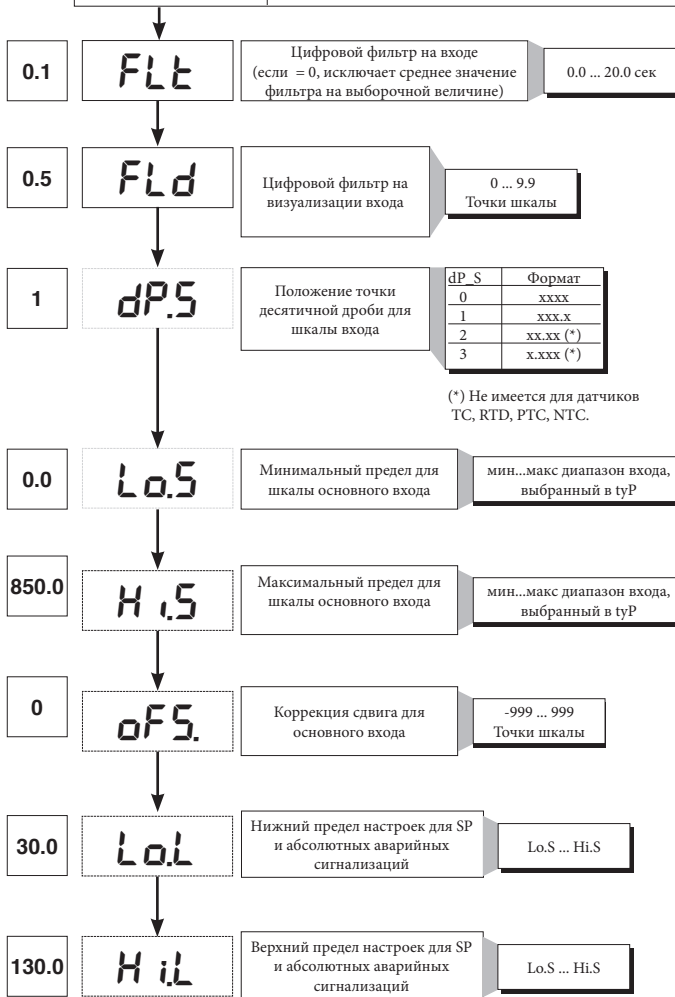 0.1
FLt
Цифровой фильтр на входе
(если = 0, исключает среднее значение
фильтра на выборочной величине)
0.0 ... 20.0 сек
0.5
FLd
Цифровой фильтр на
визуализации входа
0 ... 9.9
Точки шкалы
1
dP.S
Положение точки
десятичной дроби для
шкалы входа
dP_S Формат
0 xxxx
1 xxx.x
2 xx.xx (*)
3 x.xxx (*)
(*) Не имеется для датчиков
TC, RTD, PTC, NTC.
0.0
Lo.S
Минимальный предел для
шкалы основного входа
мин...макс диапазон входа,
выбранный в tyP
850.0
Hi.S
Максимальный предел для
шкалы основного входа
мин...макс диапазон входа,
выбранный в tyP
0
oFS.
Коррекция сдвига для
основного входа
-999 ... 999
Точки шкалы
30.0
Lo.L
Нижний предел настроек для SP
и абсолютных аварийных
сигнализаций
Lo.S ... Hi.S
130.0
Hi.L
Верхний предел настроек для SP
и абсолютных аварийных
сигнализаций
Lo.S ... Hi.S